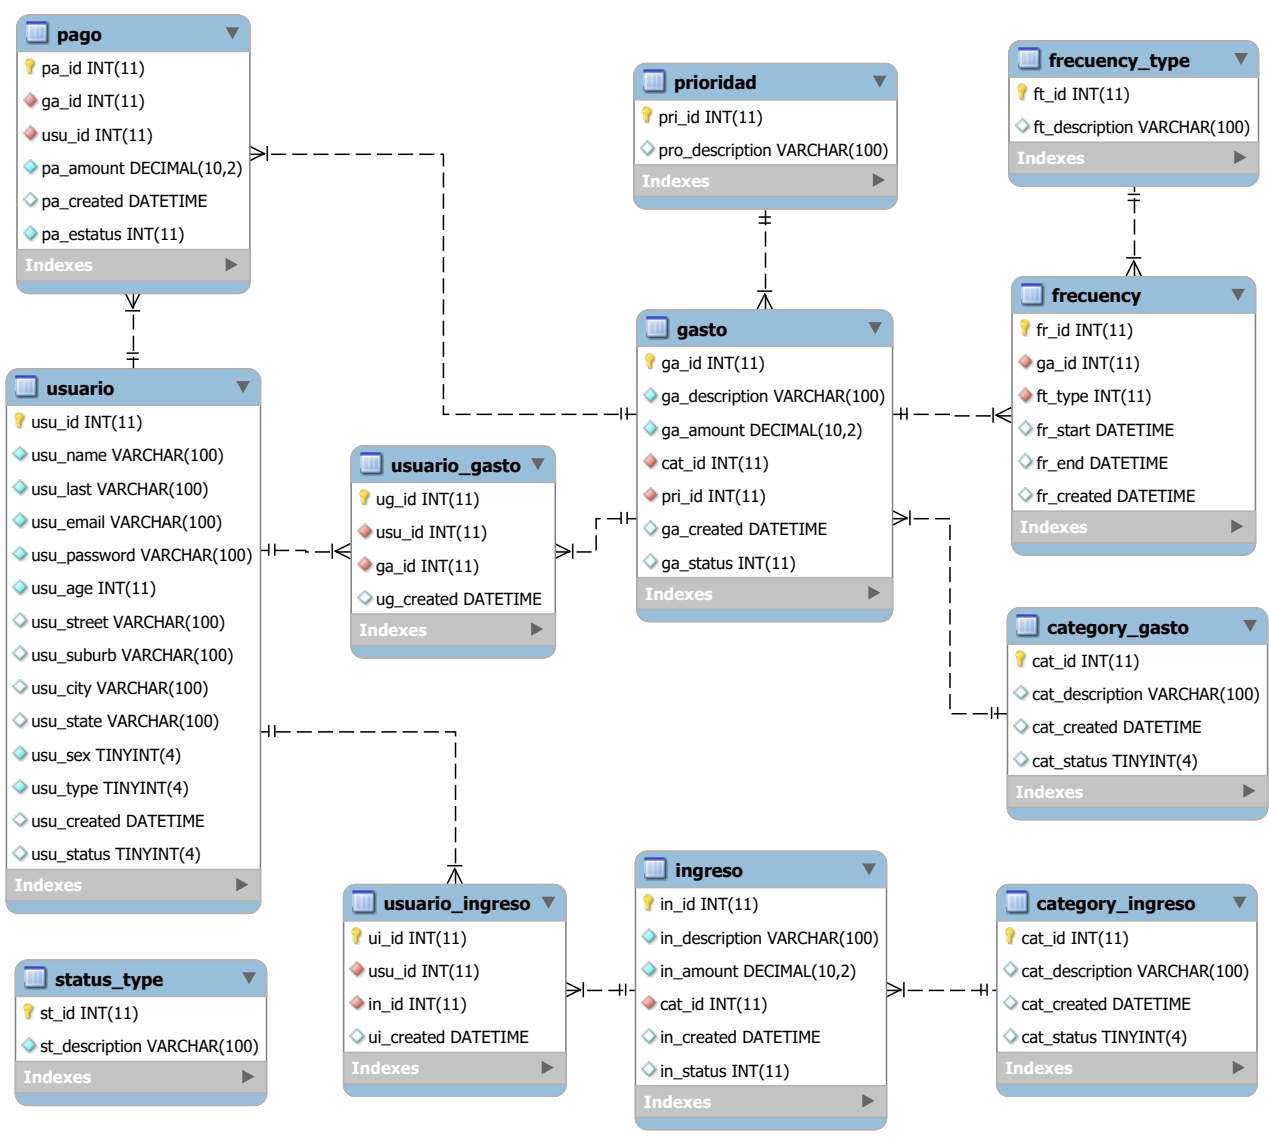 pago
pa_id INT(11)
ga_id INT(11)
usu_id INT(11)
pa_amount DECIMAL(10,2)
pa_created DATETIME
pa_estatus INT(11)
Indexes
prioridad
pri_id INT(11)
pro_description VARCHAR(100)
Indexes
frecuency_type
ft_id INT(11)
ft_description VARCHAR(100)
Indexes
usuario
usu_id INT(11)
usu_name VARCHAR(100)
usu_last VARCHAR(100)
usu_email VARCHAR(100)
usu_password VARCHAR(100)
usu_age INT(11)
usu_street VARCHAR(100)
usu_suburb VARCHAR(100)
usu_city VARCHAR(100)
usu_state VARCHAR(100)
usu_sex TINYINT(4)
usu_type TINYINT(4)
usu_created DATETIME
usu_status TINYINT(4)
Indexes
usuario_gasto
ug_id INT(11)
usu_id INT(11)
ga_id INT(11)
ug_created DATETIME
Indexes
gasto
ga_id INT(11)
ga_description VARCHAR(100)
ga_amount DECIMAL(10,2)
cat_id INT(11)
pri_id INT(11)
ga_created DATETIME
ga_status INT(11)
Indexes
frecuency
fr_id INT(11)
ga_id INT(11)
ft_type INT(11)
fr_start DATETIME
fr_end DATETIME
fr_created DATETIME
Indexes
category_gasto
cat_id INT(11)
cat_description VARCHAR(100)
cat_created DATETIME
cat_status TINYINT(4)
Indexes
status_type
st_id INT(11)
st_description VARCHAR(100)
Indexes
usuario_ingreso
ui_id INT(11)
usu_id INT(11)
in_id INT(11)
ui_created DATETIME
Indexes
ingreso
in_id INT(11)
in_description VARCHAR(100)
in_amount DECIMAL(10,2)
cat_id INT(11)
in_created DATETIME
in_status INT(11)
Indexes
category_ingreso
cat_id INT(11)
cat_description VARCHAR(100)
cat_created DATETIME
cat_status TINYINT(4)
Indexes